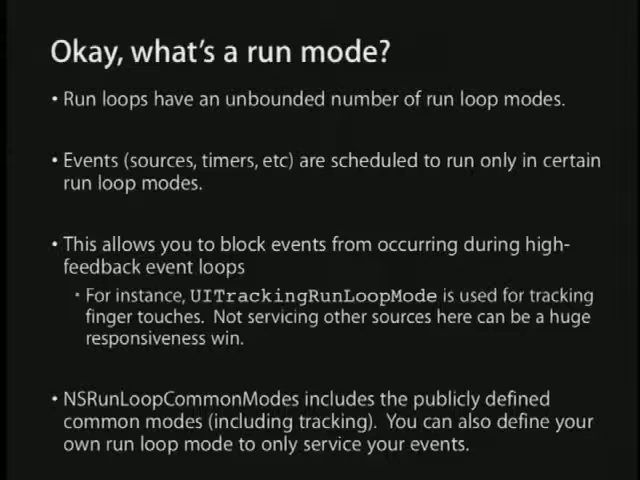 Okay, what's a run mode?
• Run loops have an unbounded number of run loop modes.
• Events (sources, timers, etc) are scheduled to run only in certain
run loop modes.
• This allows you to block events from occurring during high-
feedback event loops
• For instance, UITrackingRunLoopMode is used for tracking
finger touches.  Not servicing other sources here can be a huge
responsiveness win.
• NSRunLoopCommonModes includes the publicly defined
common modes (including tracking).  You can also define your
own run loop mode to only service your events.